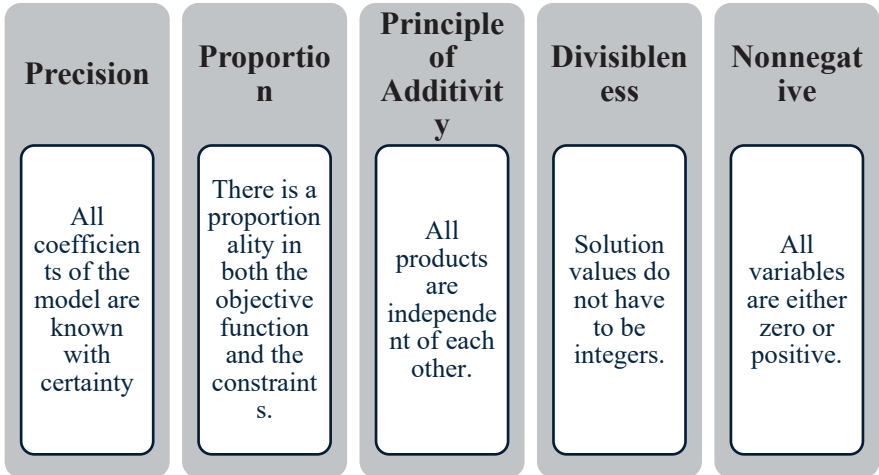 Precision
All
coefficien
ts of the
model are
known
with
certainty
Proportio
n
There is a
proportion
ality in
both the
objective
function
and the
constraint
s.
Principle
of
Additivit
y
All
products
are
independe
nt of each
other.
Divisiblen
ess
Solution
values do
not have
to be
integers.
Nonnegat
ive
All
variables
are either
zero or
positive.